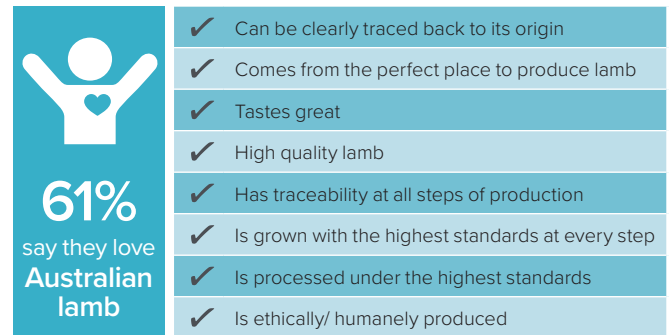 61%
say they love
Australian
lamb
Can be clearly traced back to its origin
Comes from the perfect place to produce lamb
Tastes great
High quality lamb
Has traceability at all steps of production
Is grown with the highest standards at every step
Is processed under the highest standards
Is ethically/ humanely produced